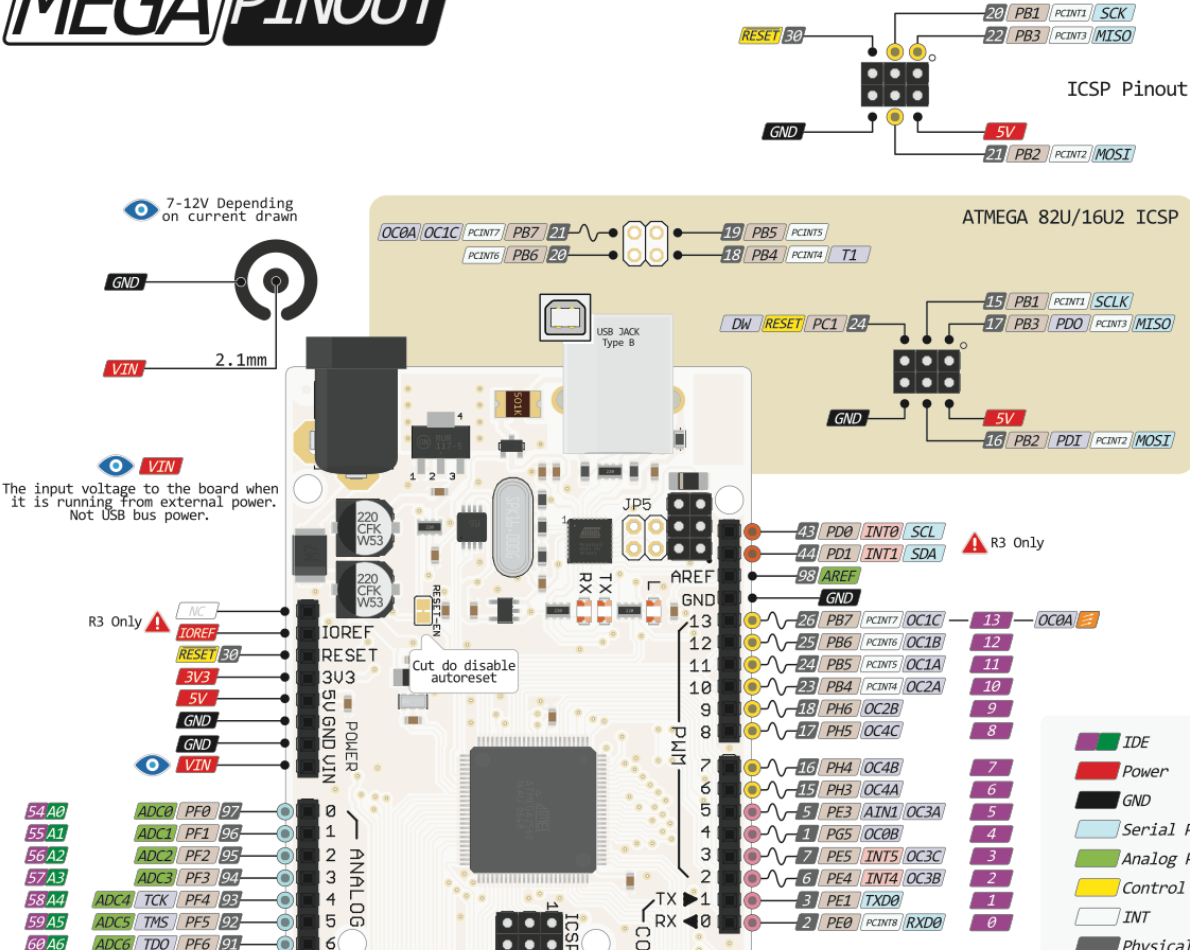 MEGA PINOUT
20 PB1 PCINT1 SCK
RESET 30
22 PB3 PCINT3 MISO
ICSP Pinout
GND
5V
21 PB2 PCINT2 MOSI
7-12V Depending
on current drawn
GND
2.1mm
VIN
ATMEGA 82U/16U2 ICSP
OC0A OC1C PCINT7 PB7 21
19 PB5 PCINT5
PCINT6 PB6 20
18 PB4 PCINT4 T1
15 PB1 PCINT1 SCLK
DW RESET PC1 24
17 PB3 PDO PCINT3 MISO
GND
5V
16 PB2 PDI PCINT2 MOSI
USB JACK
Type B
VIN
The input voltage to the board when
it is running from external power.
Not USB bus power.
501K
4
1 2 3
220
CFK
W53
220
CFK
W53
JP5
1
RX
TX
L
RESET-EN
Cut do disable
autoreset
R3 Only
NC
IOREF IOREF
RESET 30 RESET
3V3 3V3
5V 5V
GND GND
GND
VIN VIN
POWER
54 A0 ADC0 PF0 97 0
55 A1 ADC1 PF1 96 1
56 A2 ADC2 PF2 95 2
57 A3 ADC3 PF3 94 3
58 A4 ADC4 TCK PF4 93 4
59 A5 ADC5 TMS PF5 92 5
60 A6 ADC6 TDO PF6 91 6
ANALOG
43 PD0 INT0 SCL
44 PD1 INT1 SDA
R3 Only
AREF 98 AREF
GND GND
13 26 PB7 PCINT7 OC1C 13 OC0A
12 25 PB6 PCINT6 OC1B 12
11 24 PB5 PCINT5 OC1A 11
10 23 PB4 PCINT4 OC2A 10
9 18 PH6 OC2B 9
8 17 PH5 OC4C 8
PWM
7 16 PH4 OC4B 7
6 15 PH3 OC4A 6
5 5 PE3 AIN1 OC3A 5
4 1 PG5 OC0B 4
3 7 PE5 INT5 OC3C 3
2 6 PE4 INT4 OC3B 2
TX 1 3 PE1 TXD0 1
RX 0 2 PE0 PCINT8 RXD0 0
1
ICSP
CO
IDE
Power
GND
Serial P
Analog P
Control
INT
Physical